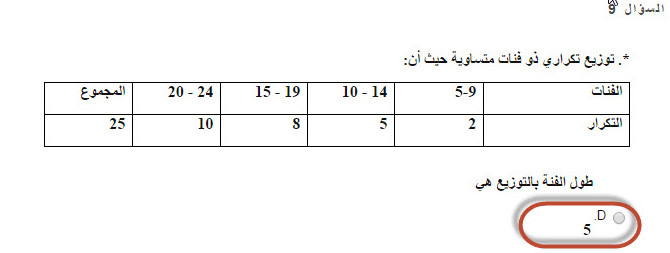 السؤال 9
*. توزيع تكراري ذو فئات متساوية حيث أن:
الفئات 5-9 10 - 14 15 - 19 20 - 24 المجموع
التكرار 2 5 8 10 25
طول الفئة بالتوزيع هي
D.
5